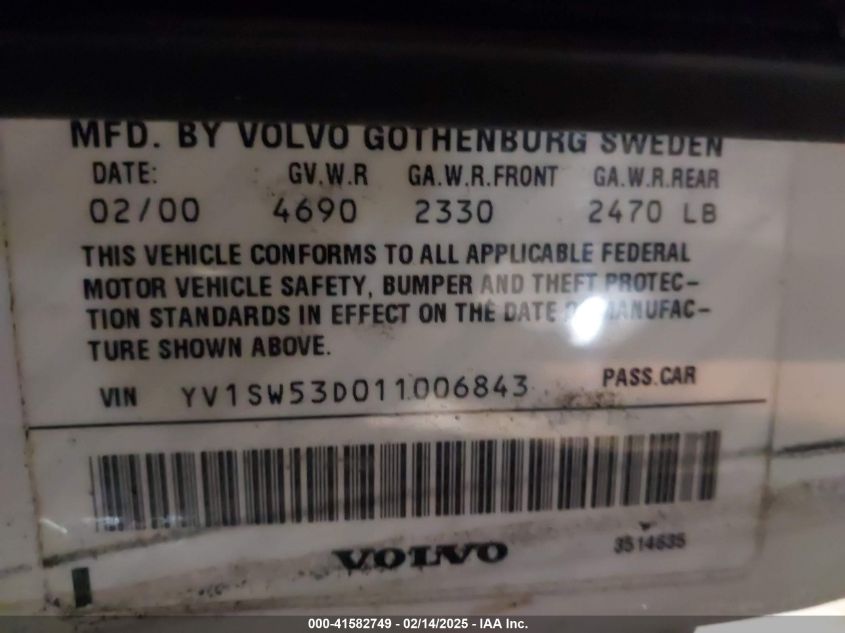 MFD. BY VOLVO GOTHENBURG SWEDEN
DATE: GV.W.R GA.W.R.FRONT GA.W.R.REAR
02/00 4690 2330 2470 LB
THIS VEHICLE CONFORMS TO ALL APPLICABLE FEDERAL
MOTOR VEHICLE SAFETY, BUMPER AND THEFT PROTEC-
TION STANDARDS IN EFFECT ON THE DATE MANUFAC-
TURE SHOWN ABOVE.
VIN YV1SW53D011006843 PASS.CAR
VOLVO 3514635
000-41582749 - 02/14/2025 - IAA Inc.